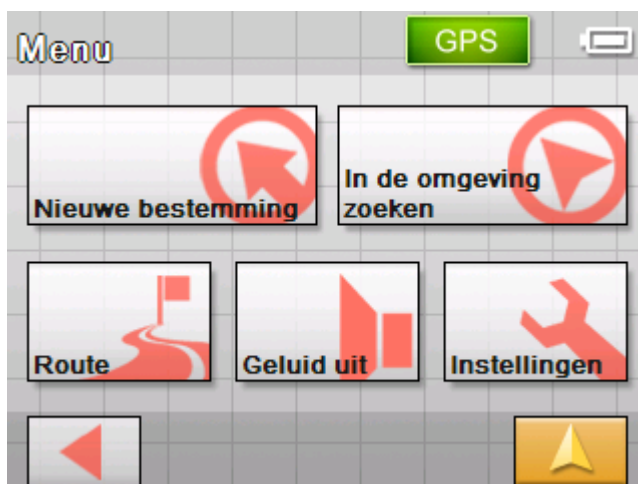 Menu
GPS
Nieuwe bestemming
In de omgeving
zoeken
Route
Geluid uit
Instellingen